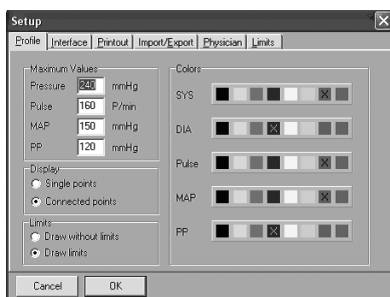 Setup
Profile Interface Printout Import/Export Physician Limits
Maximum Values
Pressure 240 mmHg
Pulse 160 P/min
MAP 150 mmHg
PP 120 mmHg
Display
Single points
Connected points
Limits
Draw without limits
Draw limits
Colors
SYS X
DIA X
Pulse X
MAP X
PP X
Cancel OK